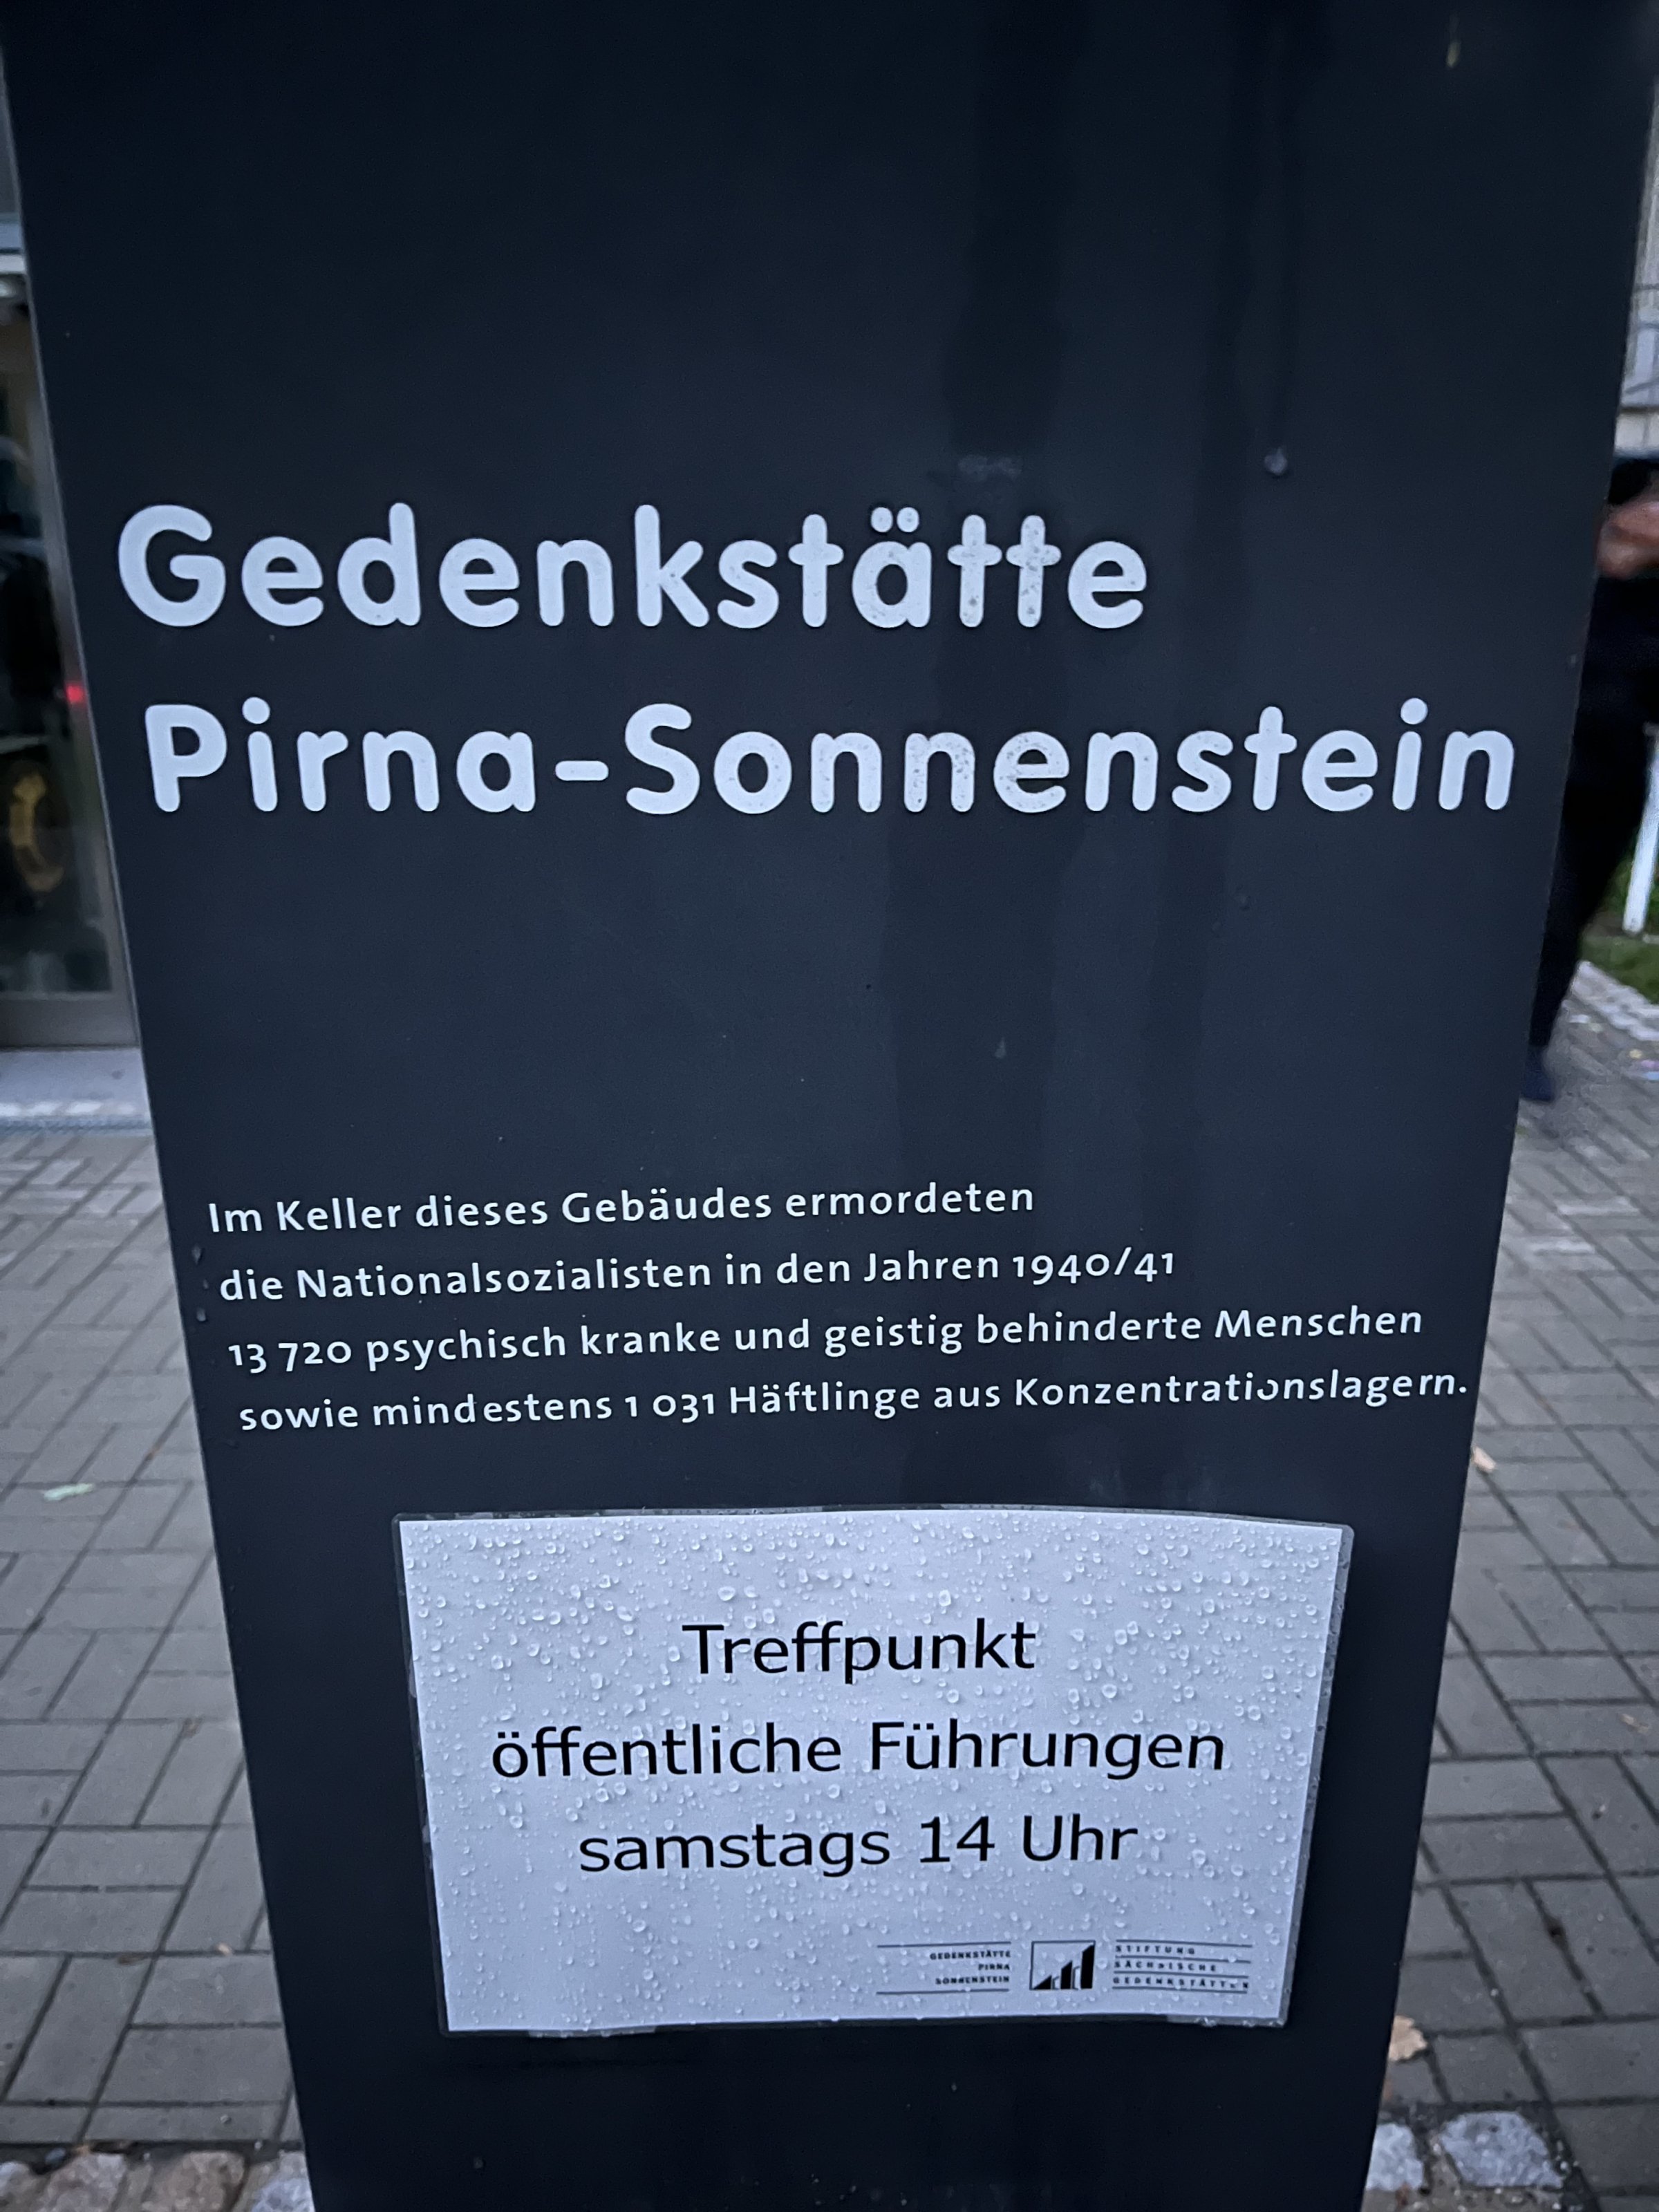 Gedenkstätte
Pirna-Sonnenstein
Im Keller dieses Gebäudes ermordeten
die Nationalsozialisten in den Jahren 1940/41
13 720 psychisch kranke und geistig behinderte Menschen
sowie mindestens 1 031 Häftlinge aus Konzentrationslagern.
Treffpunkt
öffentliche Führungen
samstags 14 Uhr
GEDENKSTÄTTE
PIRNA
SONNENSTEIN
STIFTUNG
SÄCHSISCHE
GEDENKSTÄTTEN